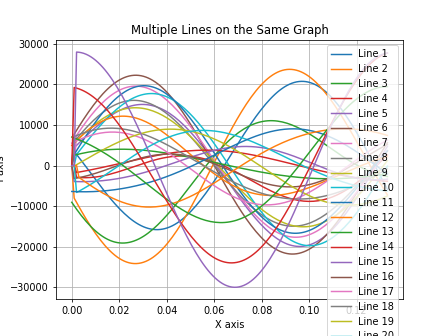 Multiple Lines on the Same Graph
30000
20000
10000
0
−10000
−20000
−30000
0.00
0.02
0.04
0.06
0.08
0.10
X axis
Line 1
Line 2
Line 3
Line 4
Line 5
Line 6
Line 7
Line 8
Line 9
Line 10
Line 11
Line 12
Line 13
Line 14
Line 15
Line 16
Line 17
Line 18
Line 19
Line 20